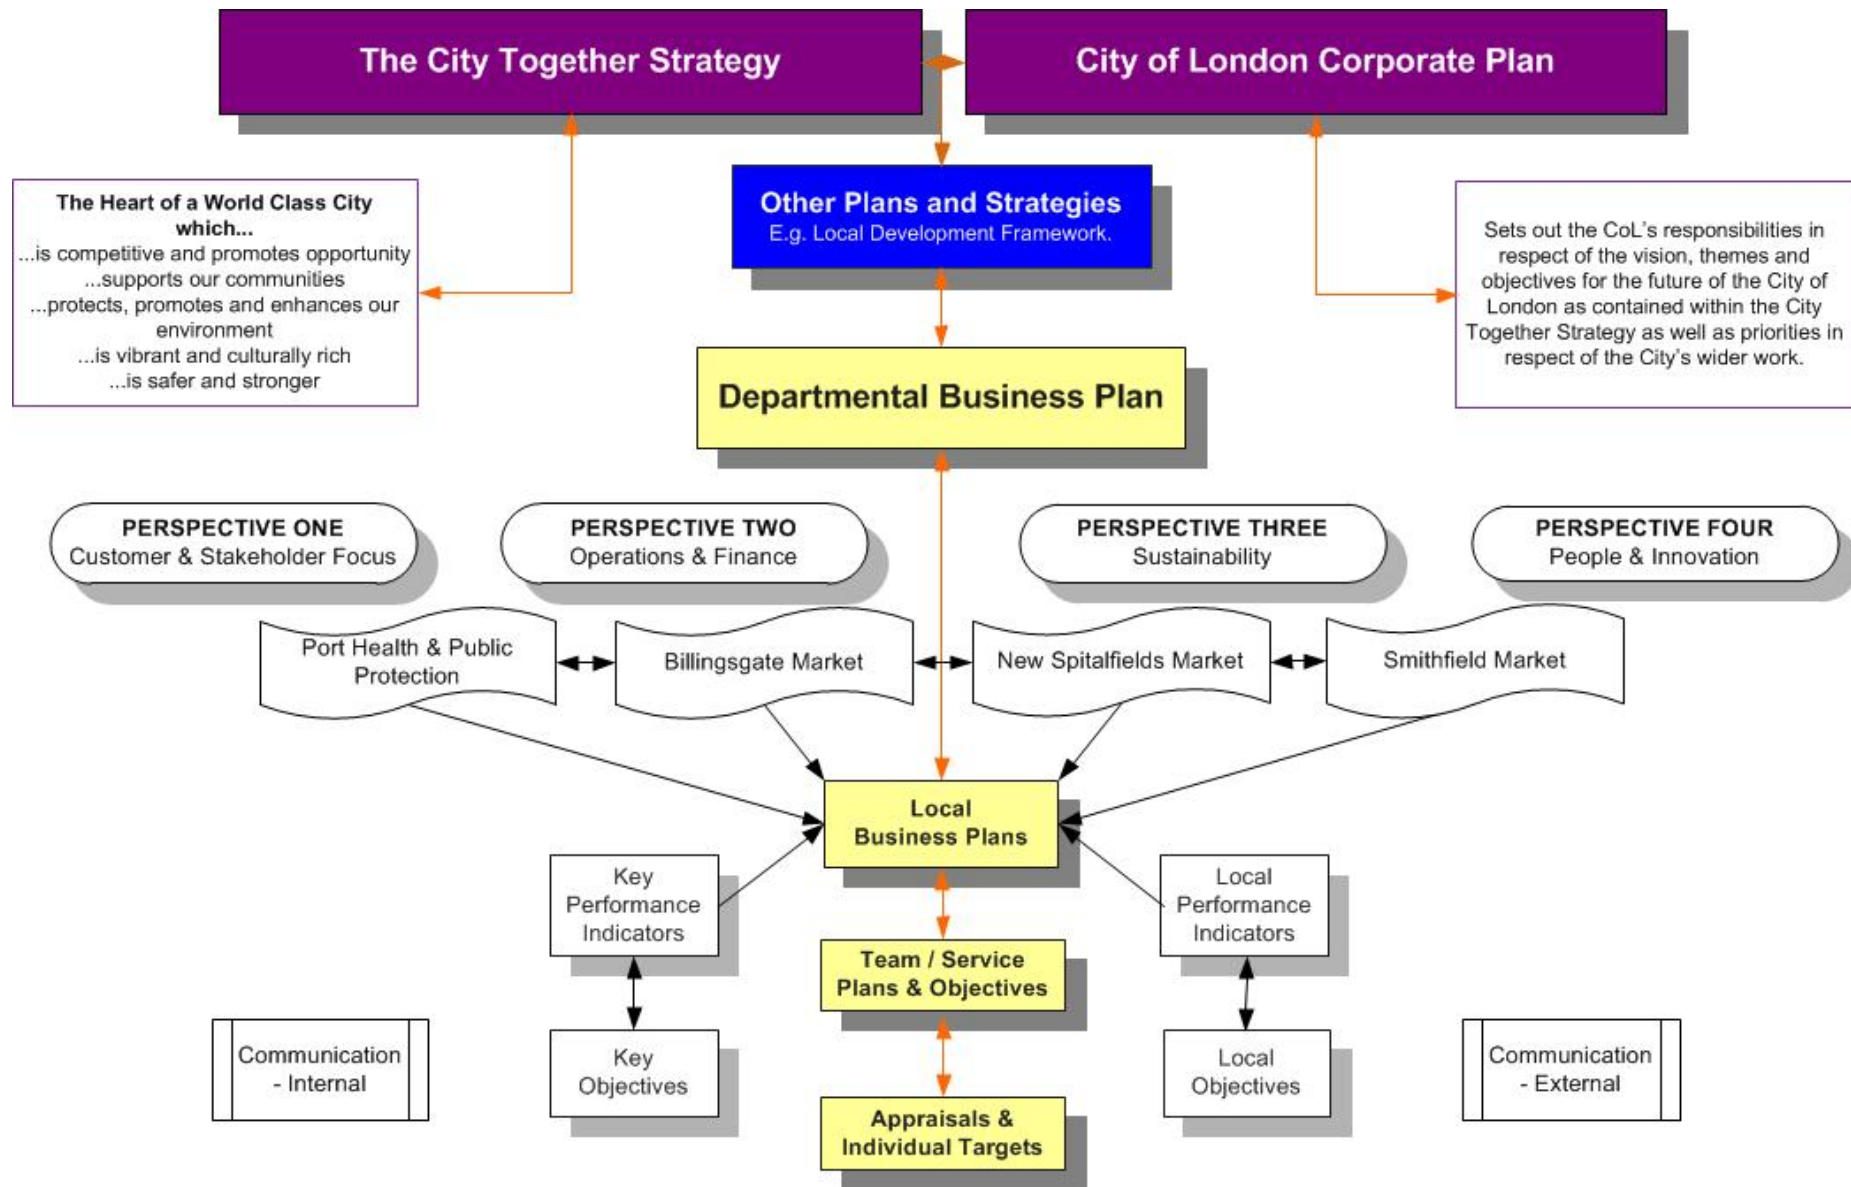 The City Together Strategy
City of London Corporate Plan
The Heart of a World Class City
which...
...is competitive and promotes opportunity
...supports our communities
...protects, promotes and enhances our
environment
...is vibrant and culturally rich
...is safer and stronger
Other Plans and Strategies
E.g. Local Development Framework.
Sets out the CoL's responsibilities in
respect of the vision, themes and
objectives for the future of the City of
London as contained within the City
Together Strategy as well as priorities in
respect of the City's wider work.
Departmental Business Plan
PERSPECTIVE ONE
Customer & Stakeholder Focus
PERSPECTIVE TWO
Operations & Finance
PERSPECTIVE THREE
Sustainability
PERSPECTIVE FOUR
People & Innovation
Port Health & Public
Protection
Billingsgate Market
New Spitalfields Market
Smithfield Market
Local
Business Plans
Key
Performance
Indicators
Local
Performance
Indicators
Team / Service
Plans & Objectives
Communication
- Internal
Key
Objectives
Local
Objectives
Communication
- External
Appraisals &
Individual Targets